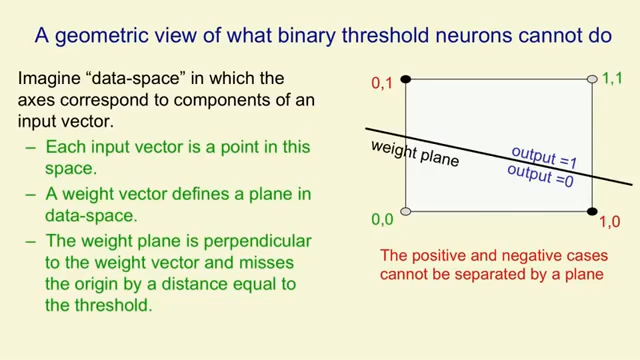 A geometric view of what binary threshold neurons cannot do
Imagine “data-space” in which the
axes correspond to components of an
input vector.
– Each input vector is a point in this
space.
– A weight vector defines a plane in
data-space.
– The weight plane is perpendicular
to the weight vector and misses
the origin by a distance equal to
the threshold.
0,1
1,1
weight plane
output =1
output =0
0,0
1,0
The positive and negative cases
cannot be separated by a plane